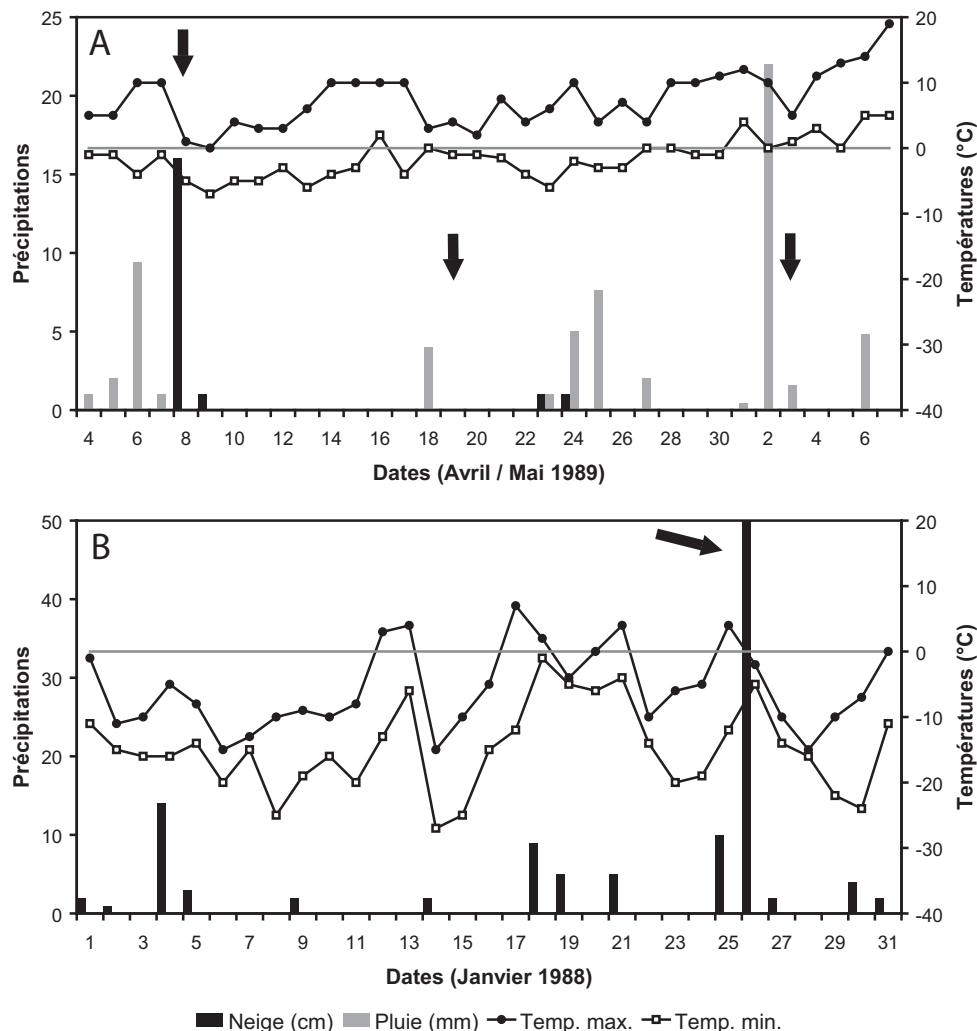 A
Précipitations
25
20
15
10
5
0
20
10
0
-10
-20
-30
-40
Températures (°C)
4 6 8 10 12 14 16 18 20 22 24 26 28 30 2 4 6
Dates (Avril / Mai 1989)
B
Précipitations
50
40
30
20
10
0
20
10
0
-10
-20
-30
-40
Températures (°C)
1 3 5 7 9 11 13 15 17 19 21 23 25 27 29 31
Dates (Janvier 1988)
Neige (cm) Pluie (mm) Temp. max. Temp. min.